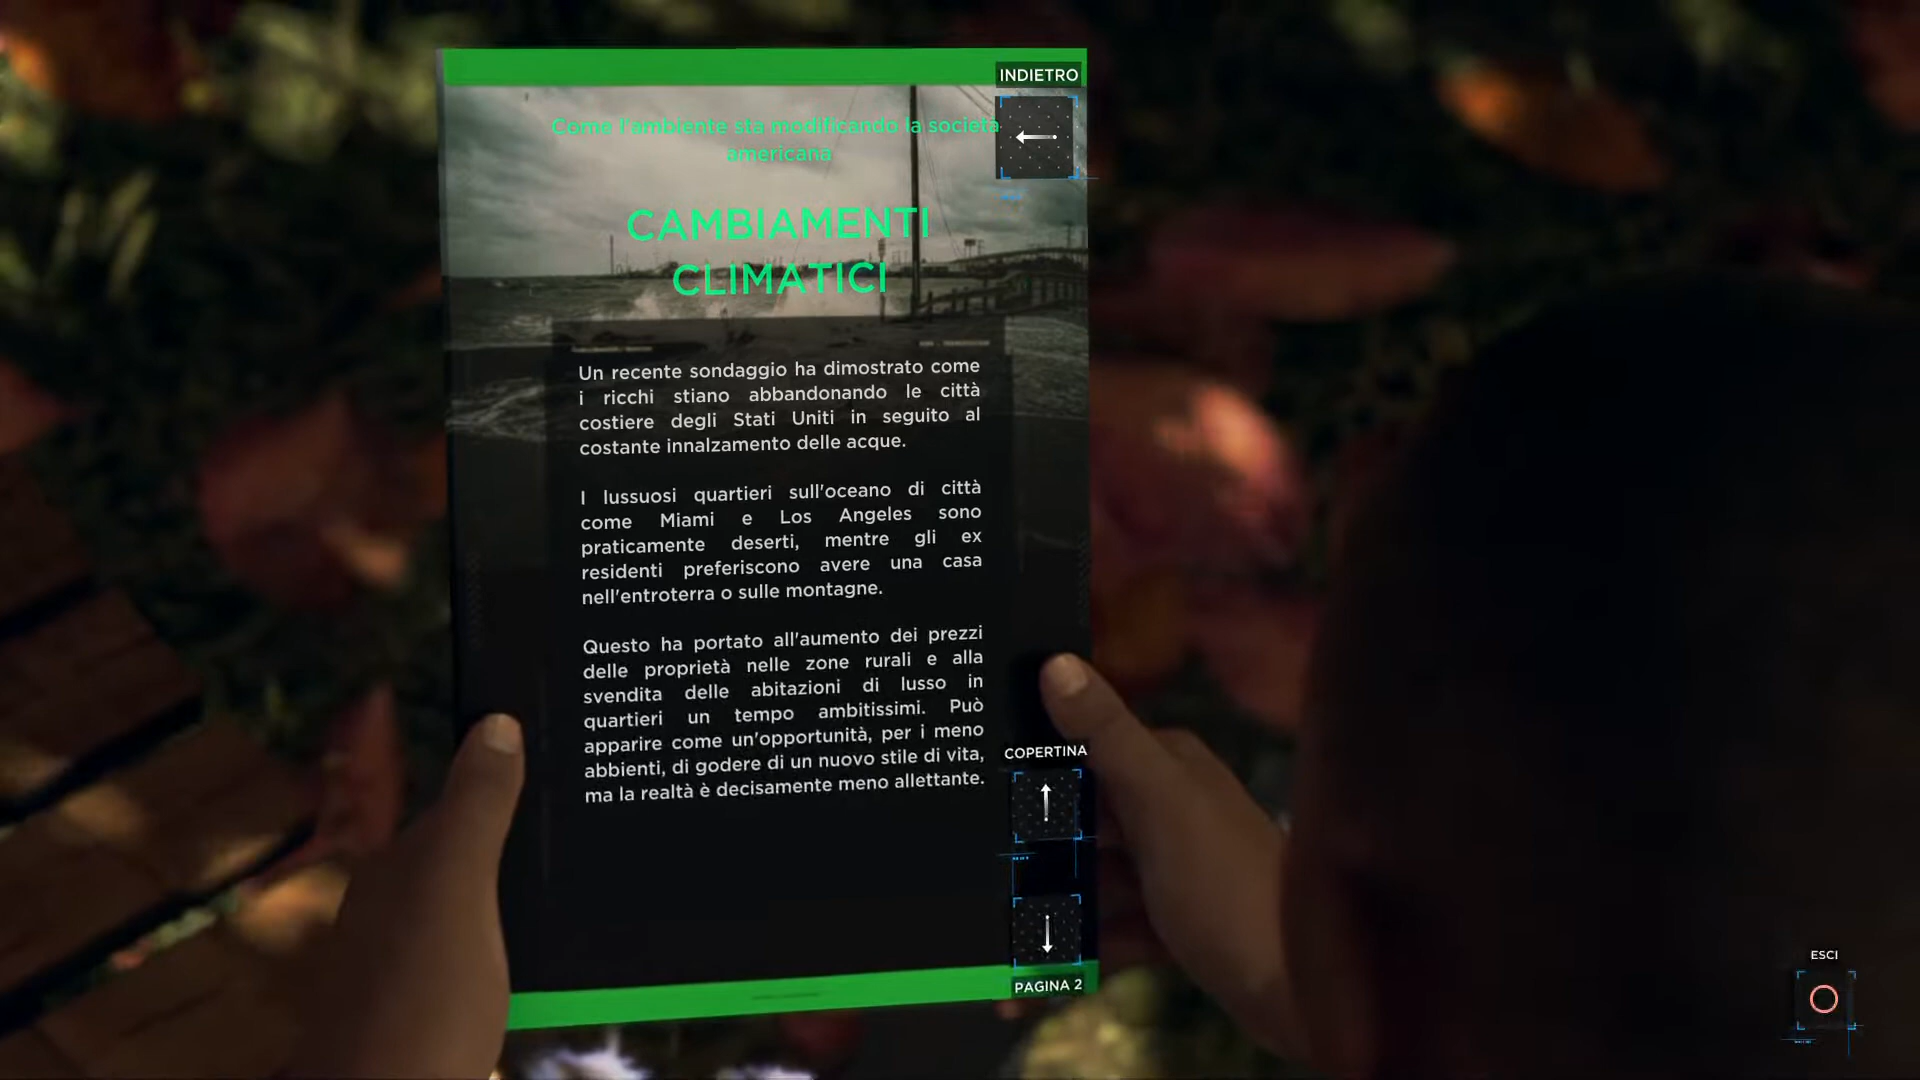 INDIETRO
Come l'ambiente sta modificando la società
americana
CAMBIAMENTI
CLIMATICI
Un recente sondaggio ha dimostrato come
i ricchi stiano abbandonando le città
costiere degli Stati Uniti in seguito al
costante innalzamento delle acque.
I lussuosi quartieri sull'oceano di città
come Miami e Los Angeles sono
praticamente deserti, mentre gli ex
residenti preferiscono avere una casa
nell'entroterra o sulle montagne.
Questo ha portato all'aumento dei prezzi
delle proprietà nelle zone rurali e alla
svendita delle abitazioni di lusso in
quartieri un tempo ambitissimi. Può
apparire come un'opportunità, per i meno
abbienti, di godere di un nuovo stile di vita,
ma la realtà è decisamente meno allettante.
COPERTINA
PAGINA 2
ESCI